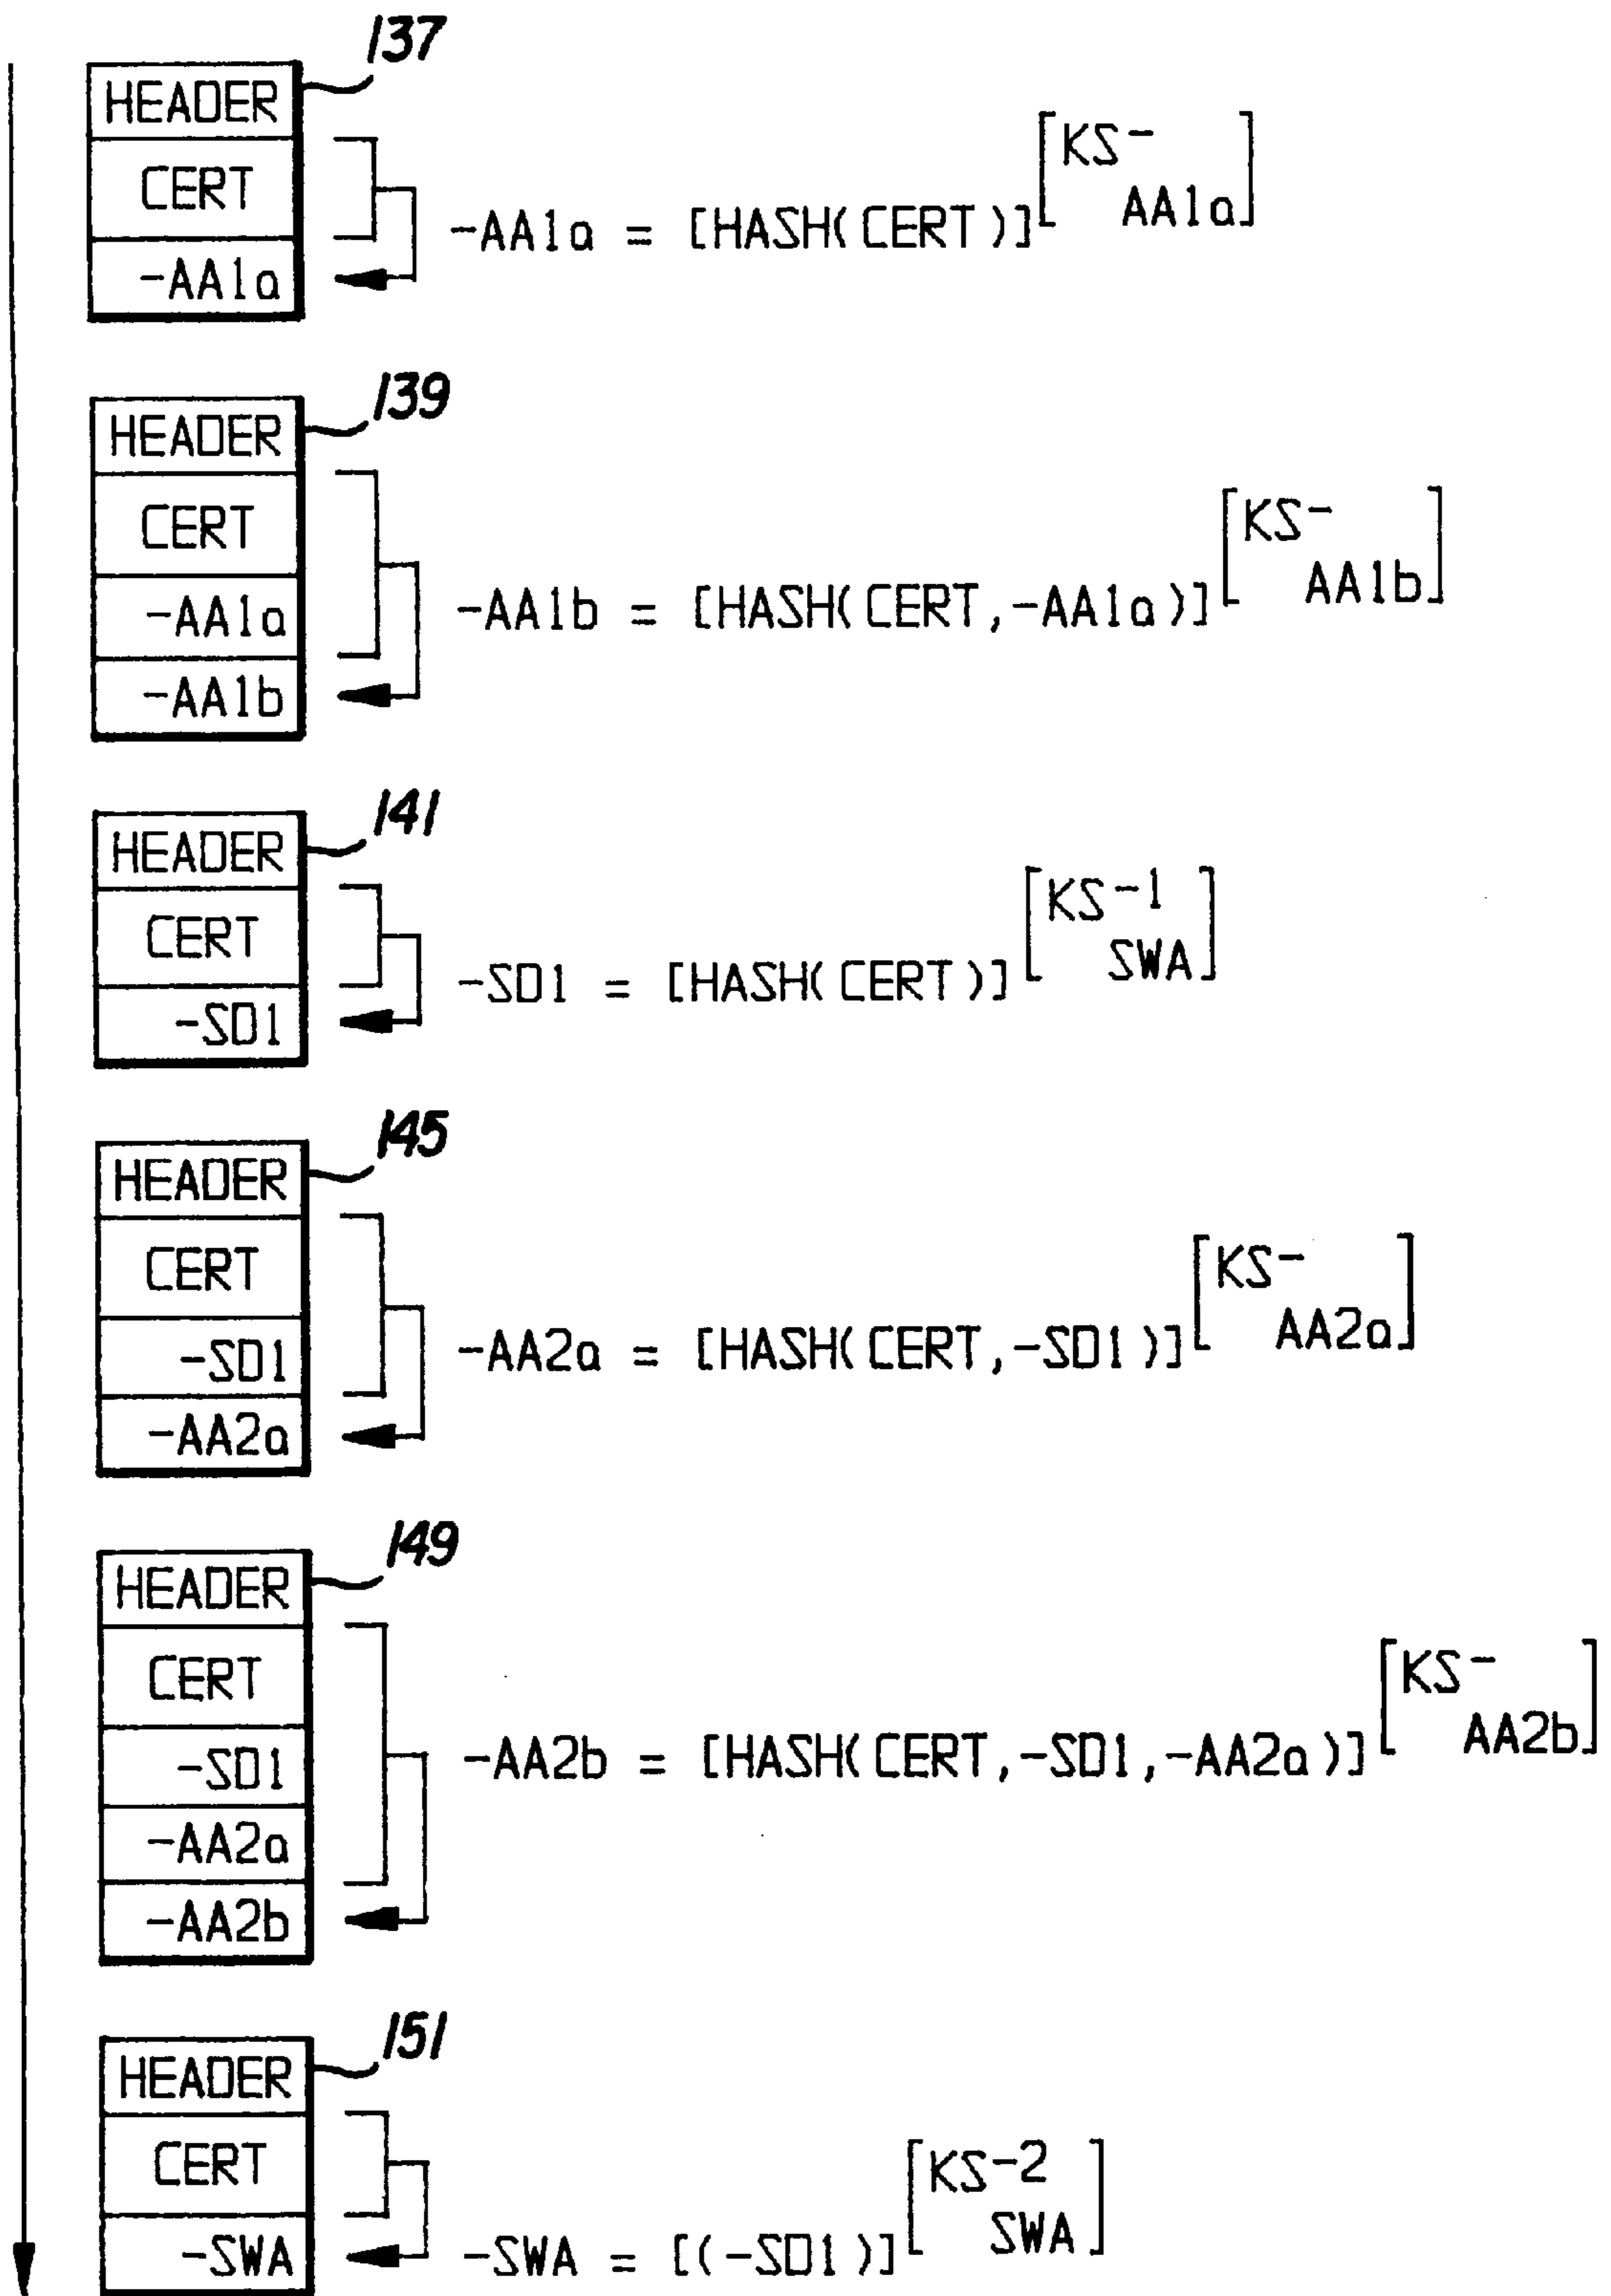 137
HEADER
CERT
-AA1a
-AA1a = [HASH(CERT)][KS- AA1a]
139
HEADER
CERT
-AA1a
-AA1b
-AA1b = [HASH(CERT,-AA1a)][KS- AA1b]
141
HEADER
CERT
-SD1
-SD1 = [HASH(CERT)][KS-1 SWA]
145
HEADER
CERT
-SD1
-AA2a
-AA2a = [HASH(CERT,-SD1)][KS- AA2a]
149
HEADER
CERT
-SD1
-AA2a
-AA2b
-AA2b = [HASH(CERT,-SD1,-AA2a)][KS- AA2b]
151
HEADER
CERT
-SWA
-SWA = [(-SD1)][KS-2 SWA]